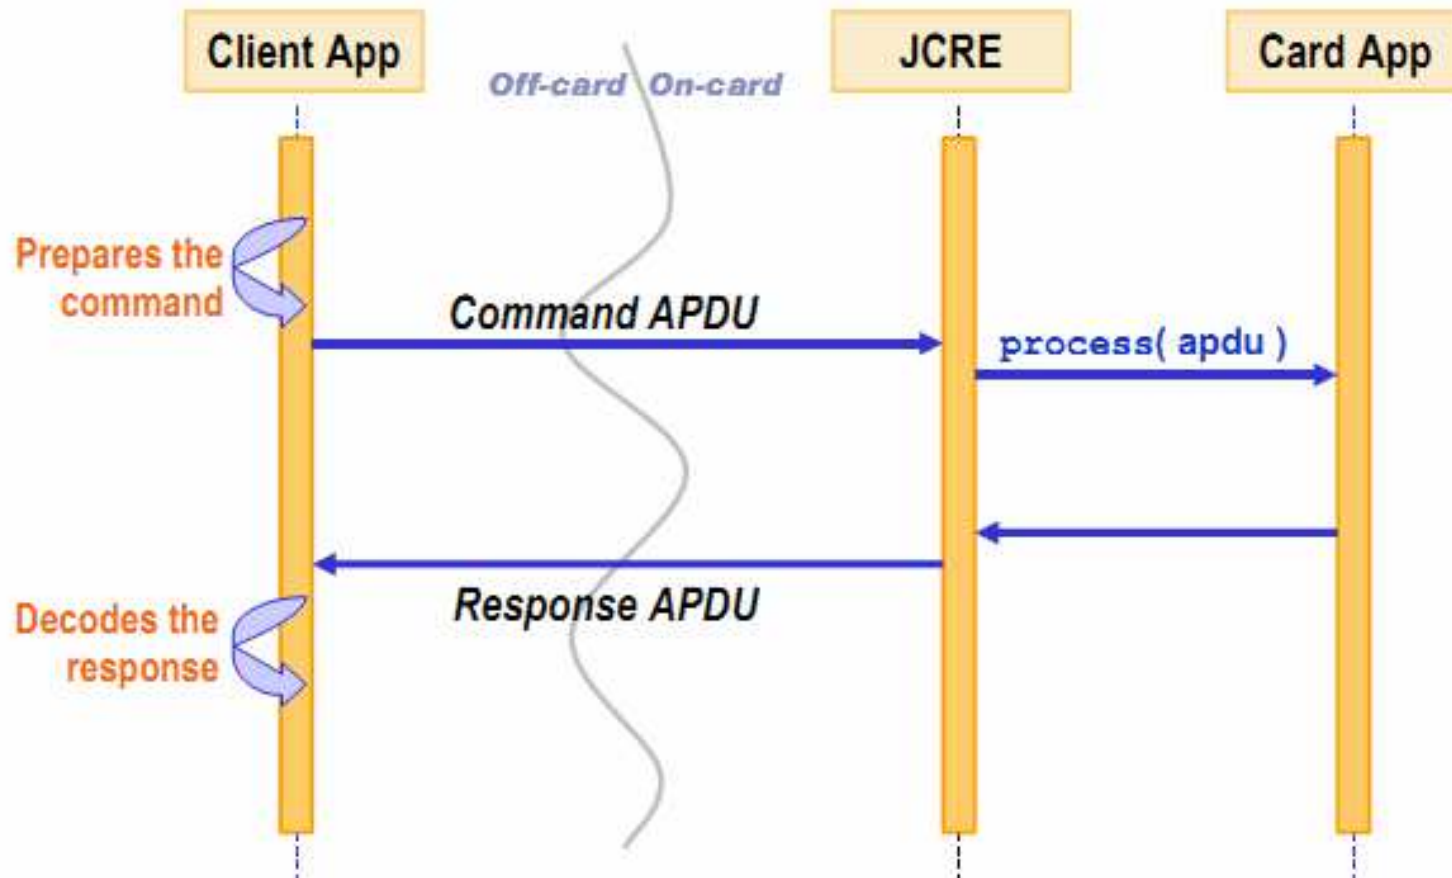 Client App
JCRE
Card App
Off-card On-card
Prepares the
command
Command APDU
process( apdu )
Response APDU
Decodes the
response